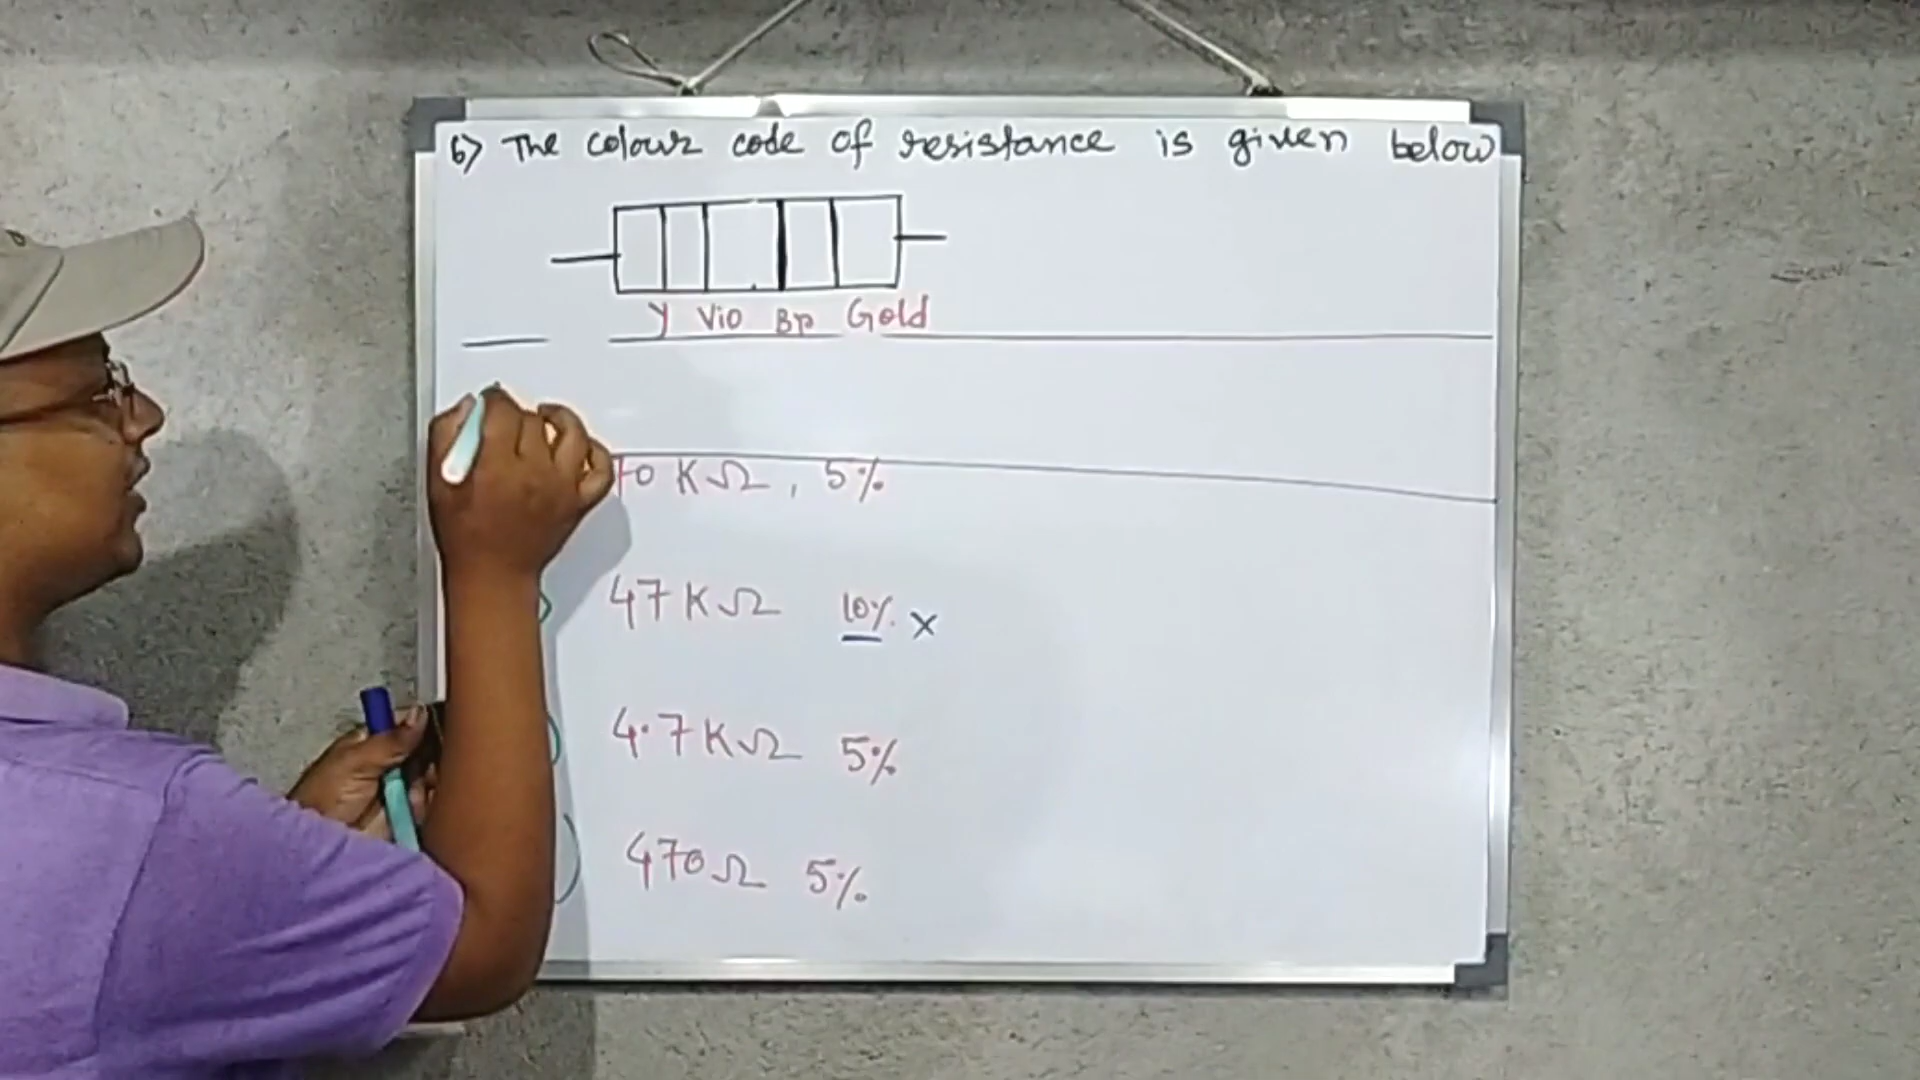 6> The colour code of resistance is given below
Y Vio Br Gold
70 KΩ, 5%
47 KΩ 10% ×
4.7 KΩ 5%
470 Ω 5%